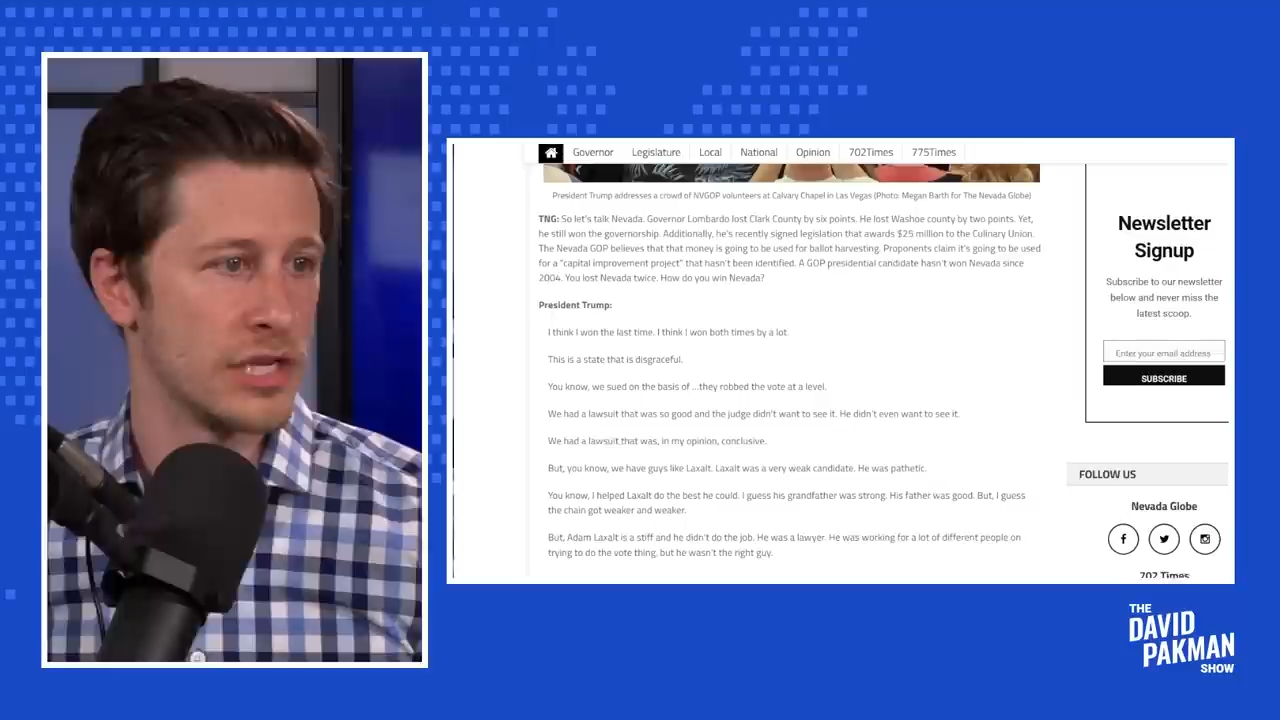 Governor Legislature Local National Opinion 702Times 775Times
President Trump addresses a crowd of NVGOP volunteers at Calvary Chapel in Las Vegas (Photo: Megan Barth for The Nevada Globe)
TNG: So let's talk Nevada. Governor Lombardo lost Clark County by six points. He lost Washoe county by two points. Yet,
he still won the governorship. Additionally, he's recently signed legislation that awards $25 million to the Culinary Union.
The Nevada GOP believes that that money is going to be used for ballot harvesting. Proponents claim it's going to be used
for a "capital improvement project" that hasn't been identified. A GOP presidential candidate hasn't won Nevada since
2004. You lost Nevada twice. How do you win Nevada?
President Trump:
I think I won the last time. I think I won both times by a lot.
This is a state that is disgraceful.
You know, we sued on the basis of ...they robbed the vote at a level.
We had a lawsuit that was so good and the judge didn't want to see it. He didn't even want to see it.
We had a lawsuit that was, in my opinion, conclusive.
But, you know, we have guys like Laxalt. Laxalt was a very weak candidate. He was pathetic.
You know, I helped Laxalt do the best he could. I guess his grandfather was strong. His father was good. But, I guess
the chain got weaker and weaker.
But, Adam Laxalt is a stiff and he didn't do the job. He was a lawyer. He was working for a lot of different people on
trying to do the vote thing, but he wasn't the right guy.
Newsletter
Signup
Subscribe to our newsletter
below and never miss the
latest scoop.
Enter your email address
SUBSCRIBE
FOLLOW US
Nevada Globe
702 Times
THE
DAVID
PAKMAN
SHOW